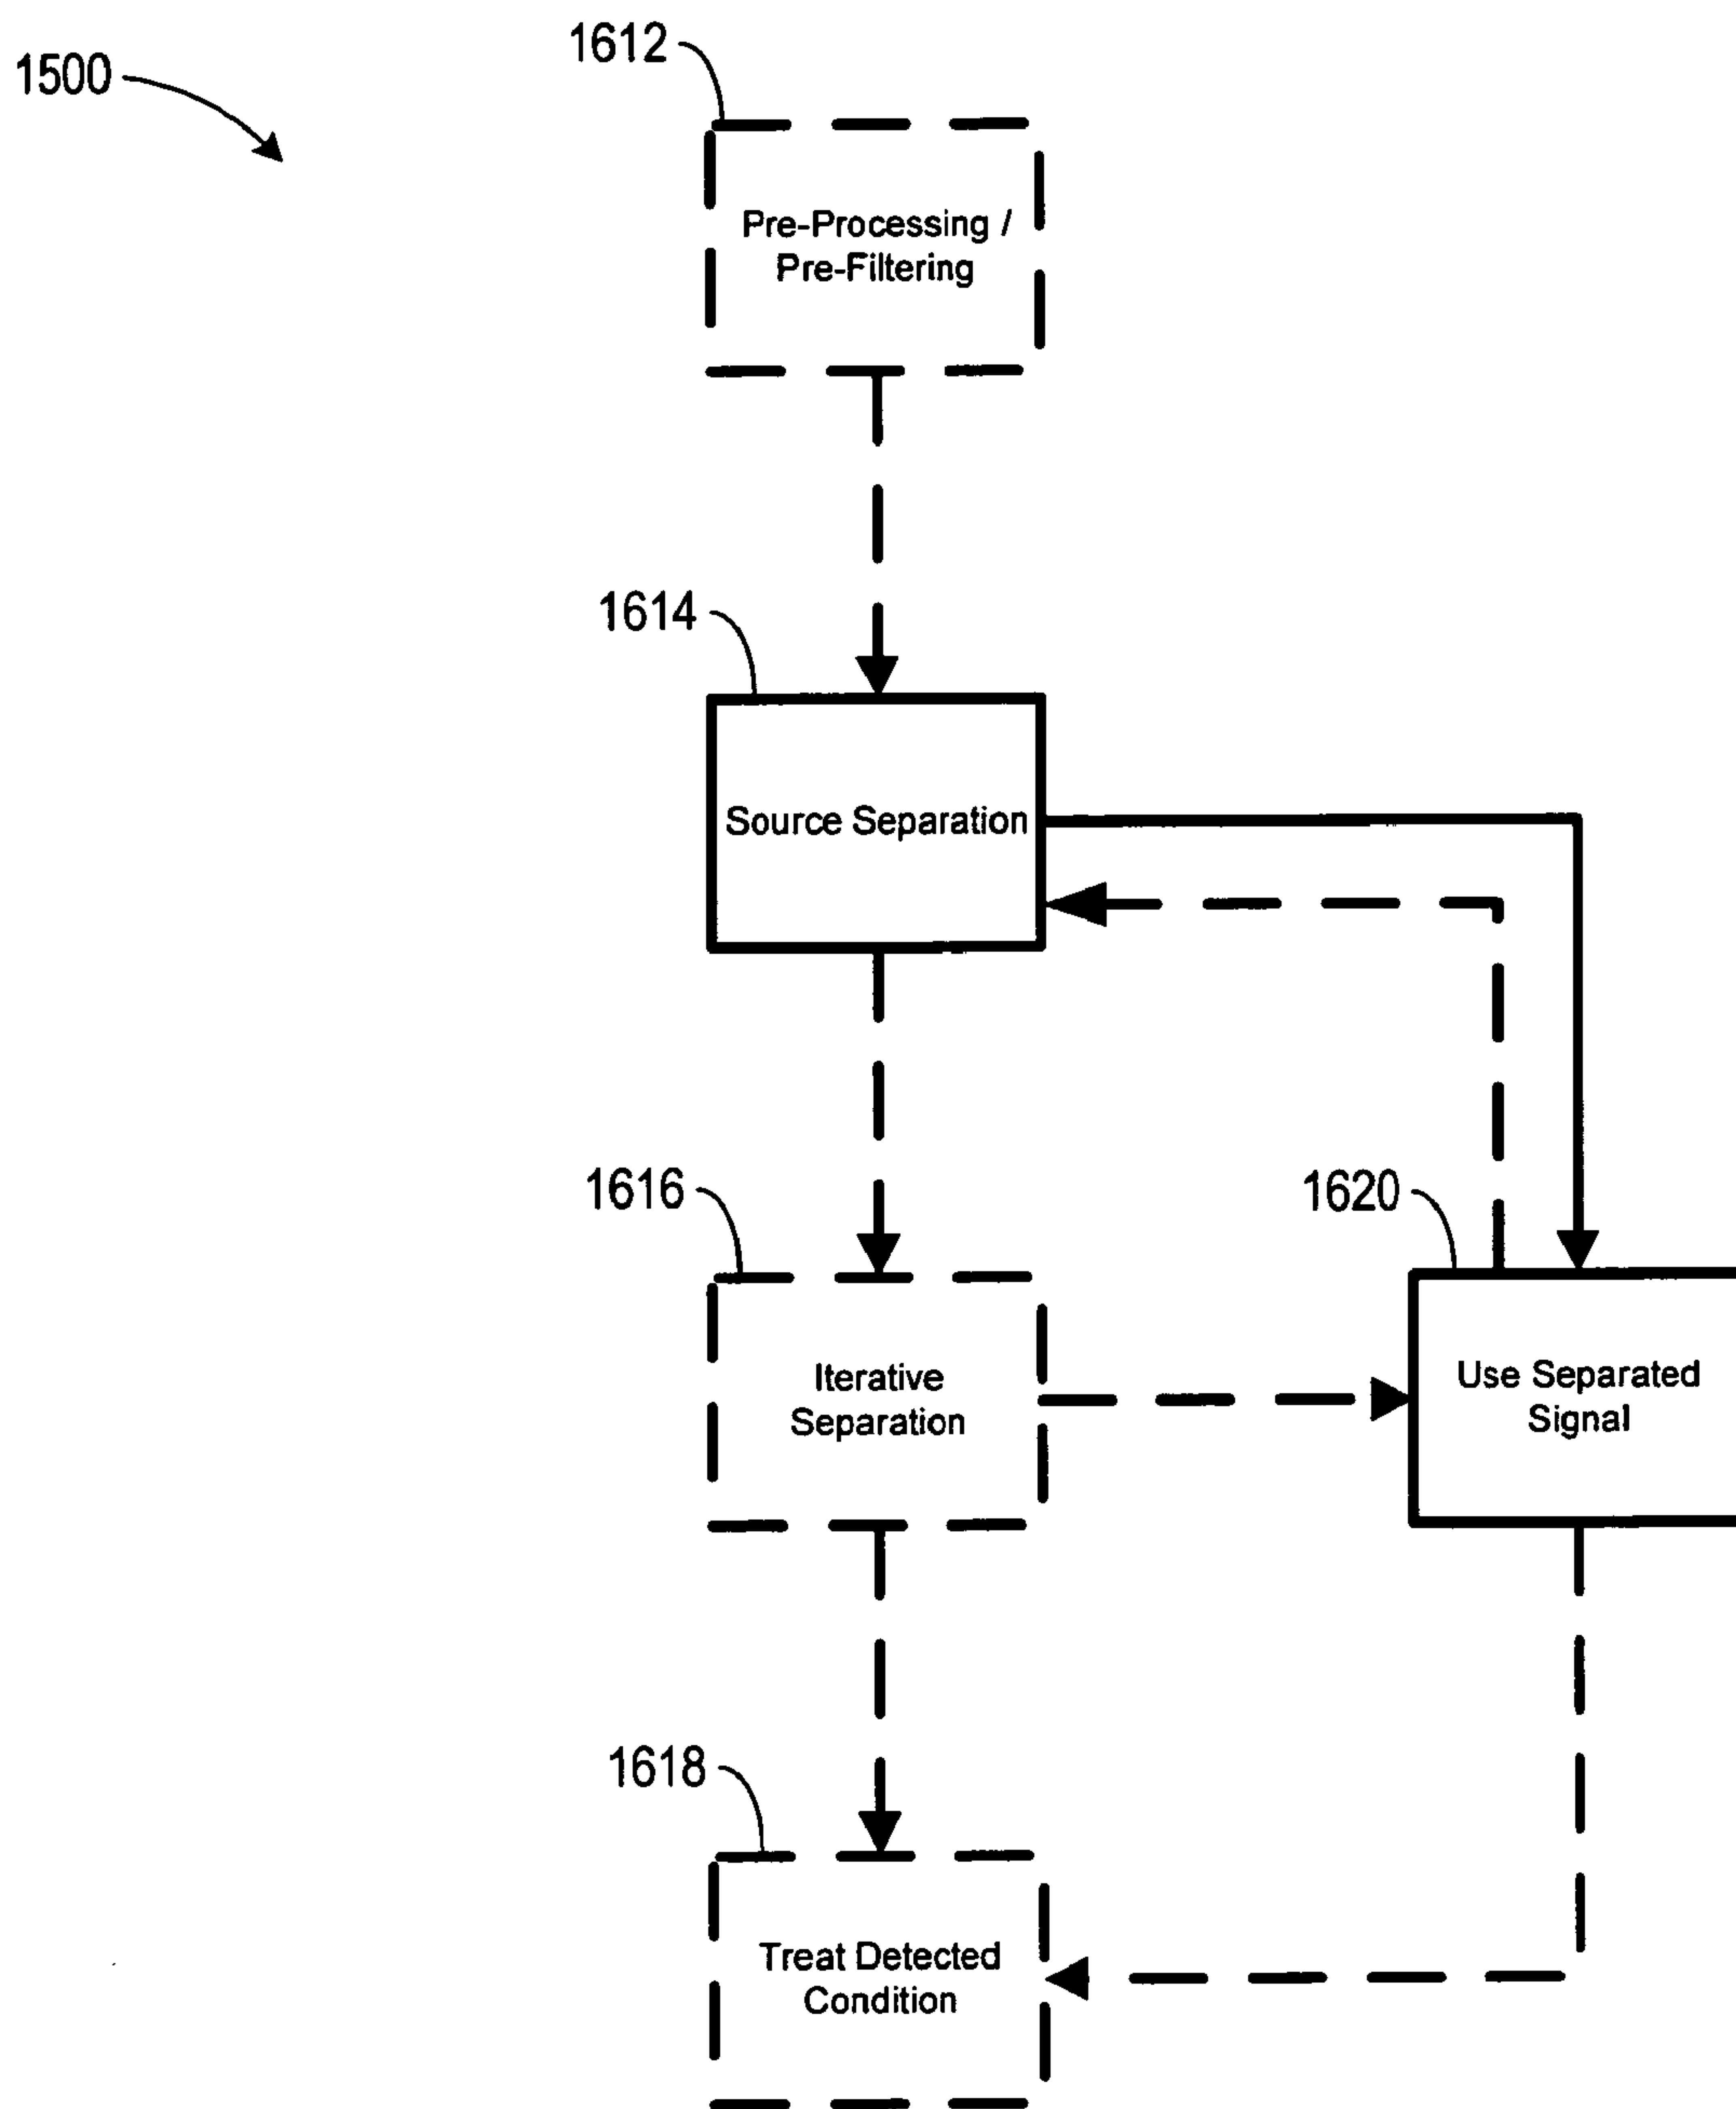 1500
1612
Pre-Processing /
Pre-Filtering
1614
Source Separation
1616
Iterative
Separation
1620
Use Separated
Signal
1618
Treat Detected
Condition